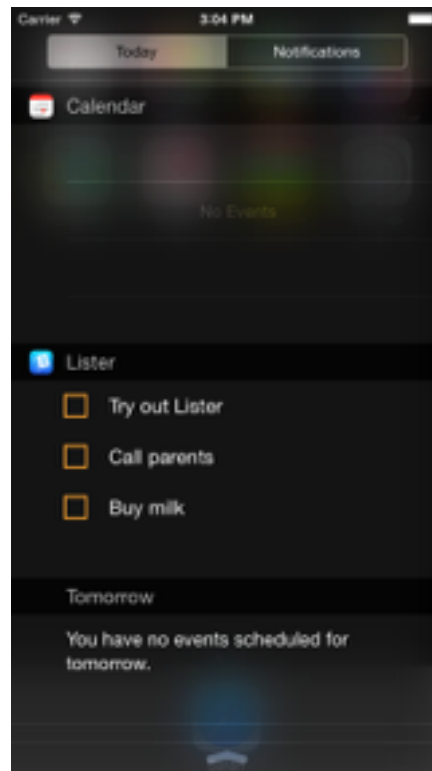 Carrier 3:04 PM
Today Notifications
Calendar
No Events
Lister
Try out Lister
Call parents
Buy milk
Tomorrow
You have no events scheduled for
tomorrow.